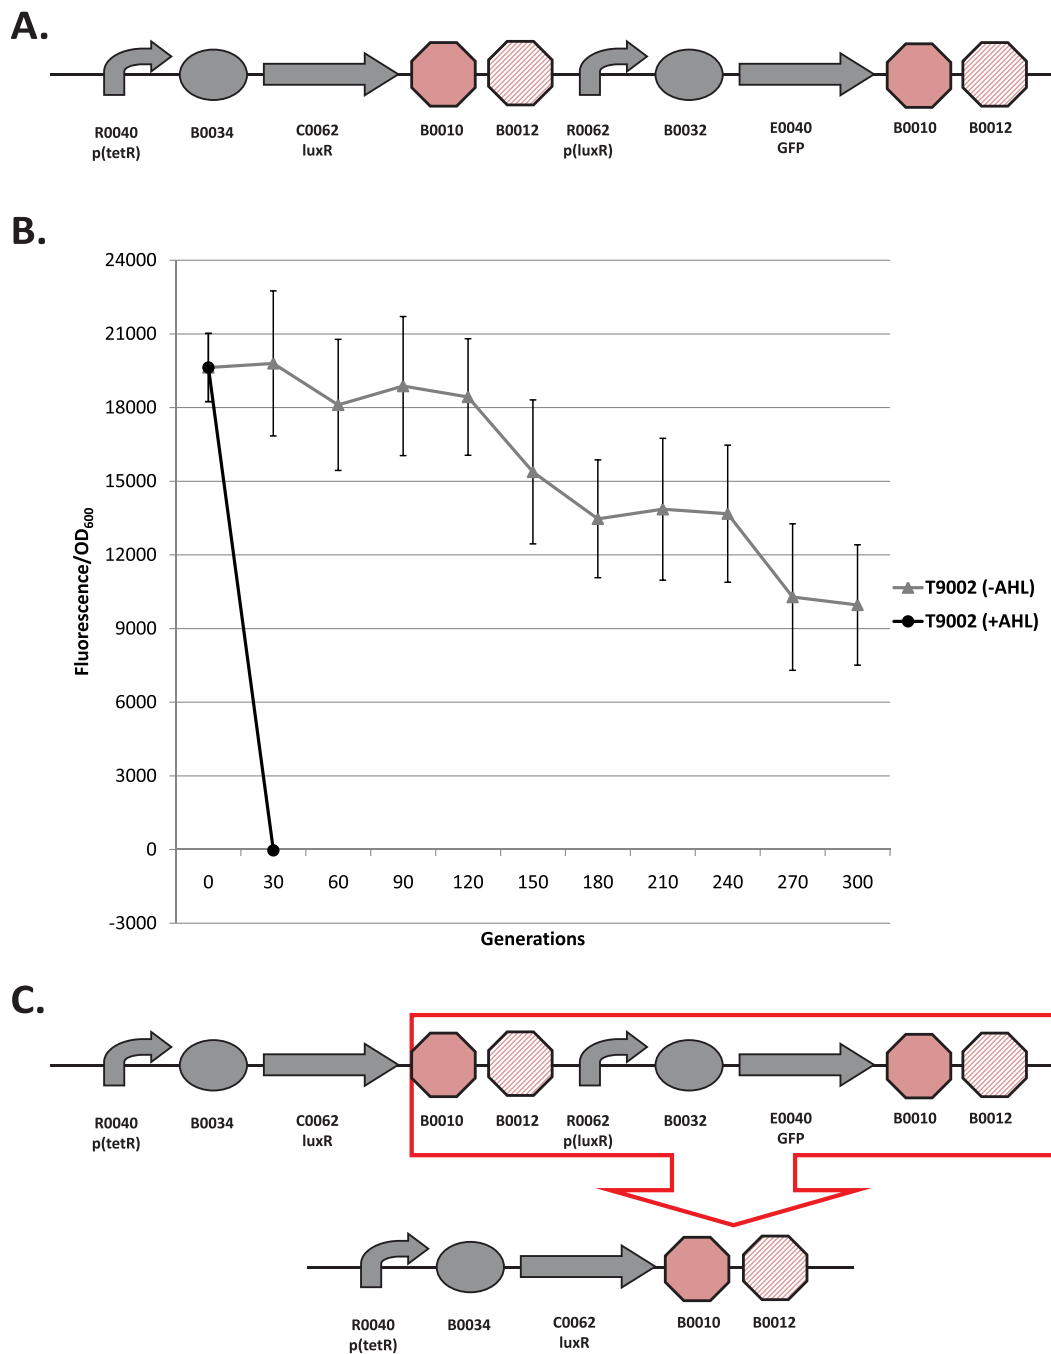 A.
R0040 B0034 C0062 B0010 B0012 R0062 B0032 E0040 B0010 B0012
p(tetR) luxR p(luxR) GFP
B.
24000
21000
18000
15000
12000
9000
6000
3000
0
-3000
Fluorescence/OD600
0 30 60 90 120 150 180 210 240 270 300
Generations
T9002 (-AHL)
T9002 (+AHL)
C.
R0040 B0034 C0062 B0010 B0012 R0062 B0032 E0040 B0010 B0012
p(tetR) luxR p(luxR) GFP
R0040 B0034 C0062 B0010 B0012
p(tetR) luxR